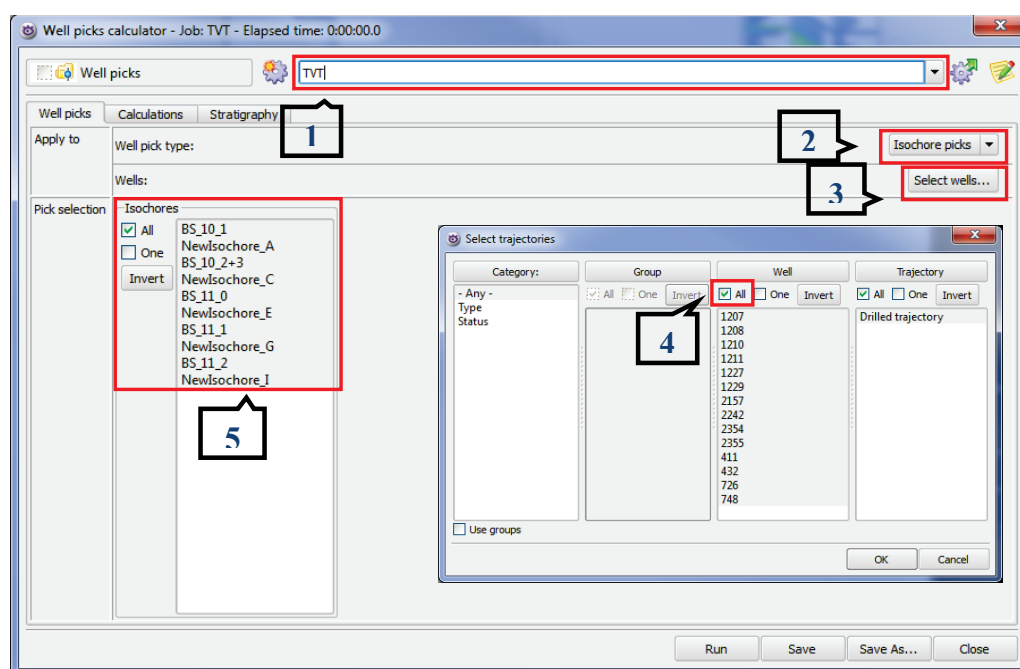 Well picks calculator - Job: TVT - Elapsed time: 0:00:00.0
Well picks
TVT
Well picks Calculations Stratigraphy
1
Apply to
Well pick type:
2
Isochore picks
Wells:
3
Select wells...
Pick selection
Isochores
All
One
Invert
BS_10_1
NewIsochore_A
BS_10_2+3
NewIsochore_C
BS_11_0
NewIsochore_E
BS_11_1
NewIsochore_G
BS_11_2
NewIsochore_I
5
Select trajectories
Category: Group Well Trajectory
- Any -
Type
Status
All One Invert
All One Invert
All One Invert
4
1207
1208
1210
1211
1227
1229
2157
2242
2354
2355
411
432
726
748
Drilled trajectory
Use groups
OK Cancel
Run Save Save As... Close